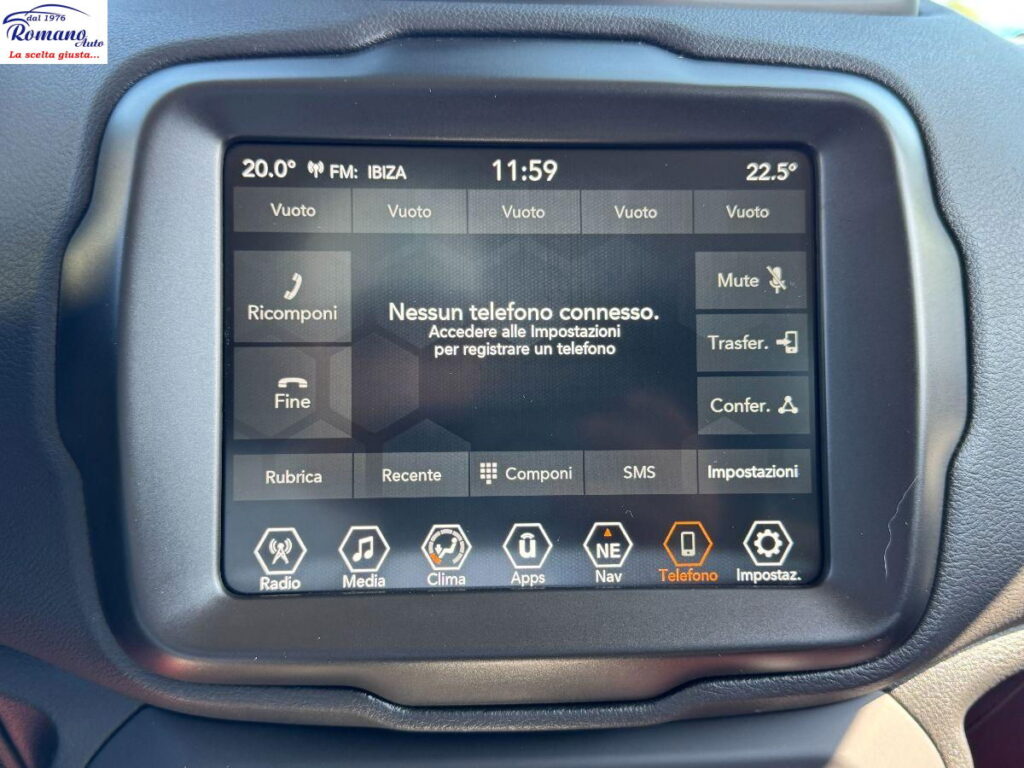 dal 1976
Romano Auto
La scelta giusta...
20.0° FM: IBIZA 11:59 22.5°
Vuoto Vuoto Vuoto Vuoto Vuoto
Ricomponi
Fine
Nessun telefono connesso.
Accedere alle Impostazioni
per registrare un telefono
Mute
Trasfer.
Confer.
Rubrica Recente Componi SMS Impostazioni
ū NE
Radio Media Clima Apps Nav Telefono Impostaz.